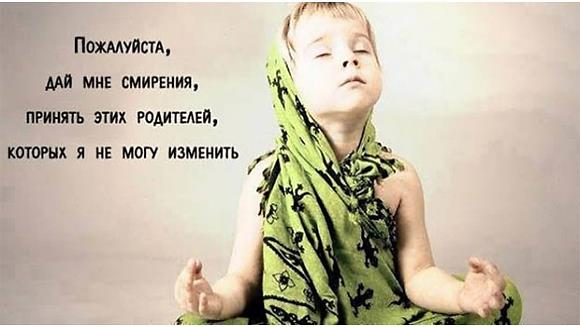 Пожалуйста,
дай мне смирения,
принять этих родителей,
которых я не могу изменить